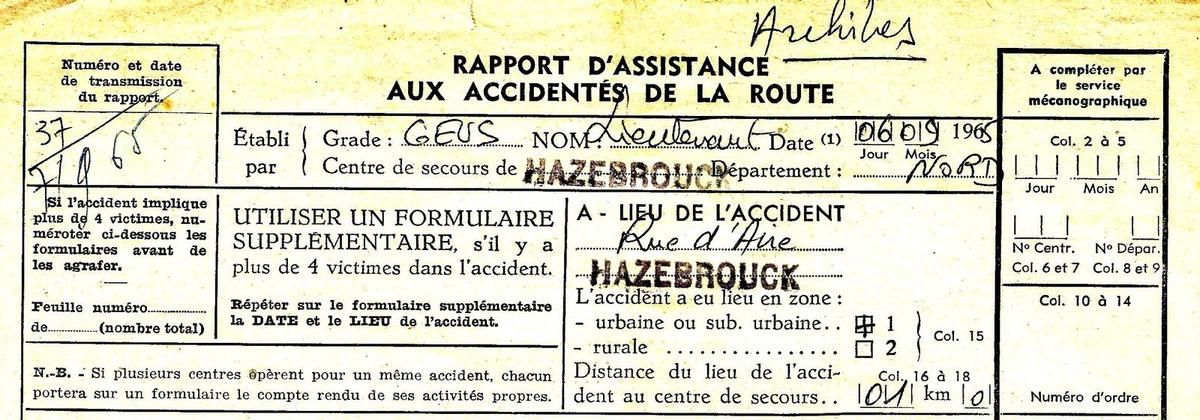 Archives
Numéro et date
de transmission
du rapport.
37
7/9 65
RAPPORT D'ASSISTANCE
AUX ACCIDENTÉS DE LA ROUTE
Établi par
Grade : GEUS NOM Lieutenant Date (1) 06 09 1965
Jour Mois
Centre de secours de HAZEBROUCK Département : NORD
A compléter par
le service
mécanographique
Col. 2 à 5
Jour Mois An
Nº Centr. Nº Dépar.
Col. 6 et 7 Col. 8 et 9
Col. 10 à 14
Numéro d'ordre
Si l'accident implique
plus de 4 victimes, nu-
méroter ci-dessous les
formulaires avant de
les agrafer.
Feuille numéro
de (nombre total)
UTILISER UN FORMULAIRE
SUPPLÉMENTAIRE, s'il y a
plus de 4 victimes dans l'accident.
Répéter sur le formulaire supplémentaire
la DATE et le LIEU de l'accident.
N.-B. - Si plusieurs centres opèrent pour un même accident, chacun
portera sur un formulaire le compte rendu de ses activités propres.
A - LIEU DE L'ACCIDENT
Rue d'Aire
HAZEBROUCK
L'accident a eu lieu en zone :
- urbaine ou sub. urbaine.. 1
- rurale ................ 2
Col. 15
Distance du lieu de l'acci-
Col. 16 à 18
dent au centre de secours.. 01 km 0